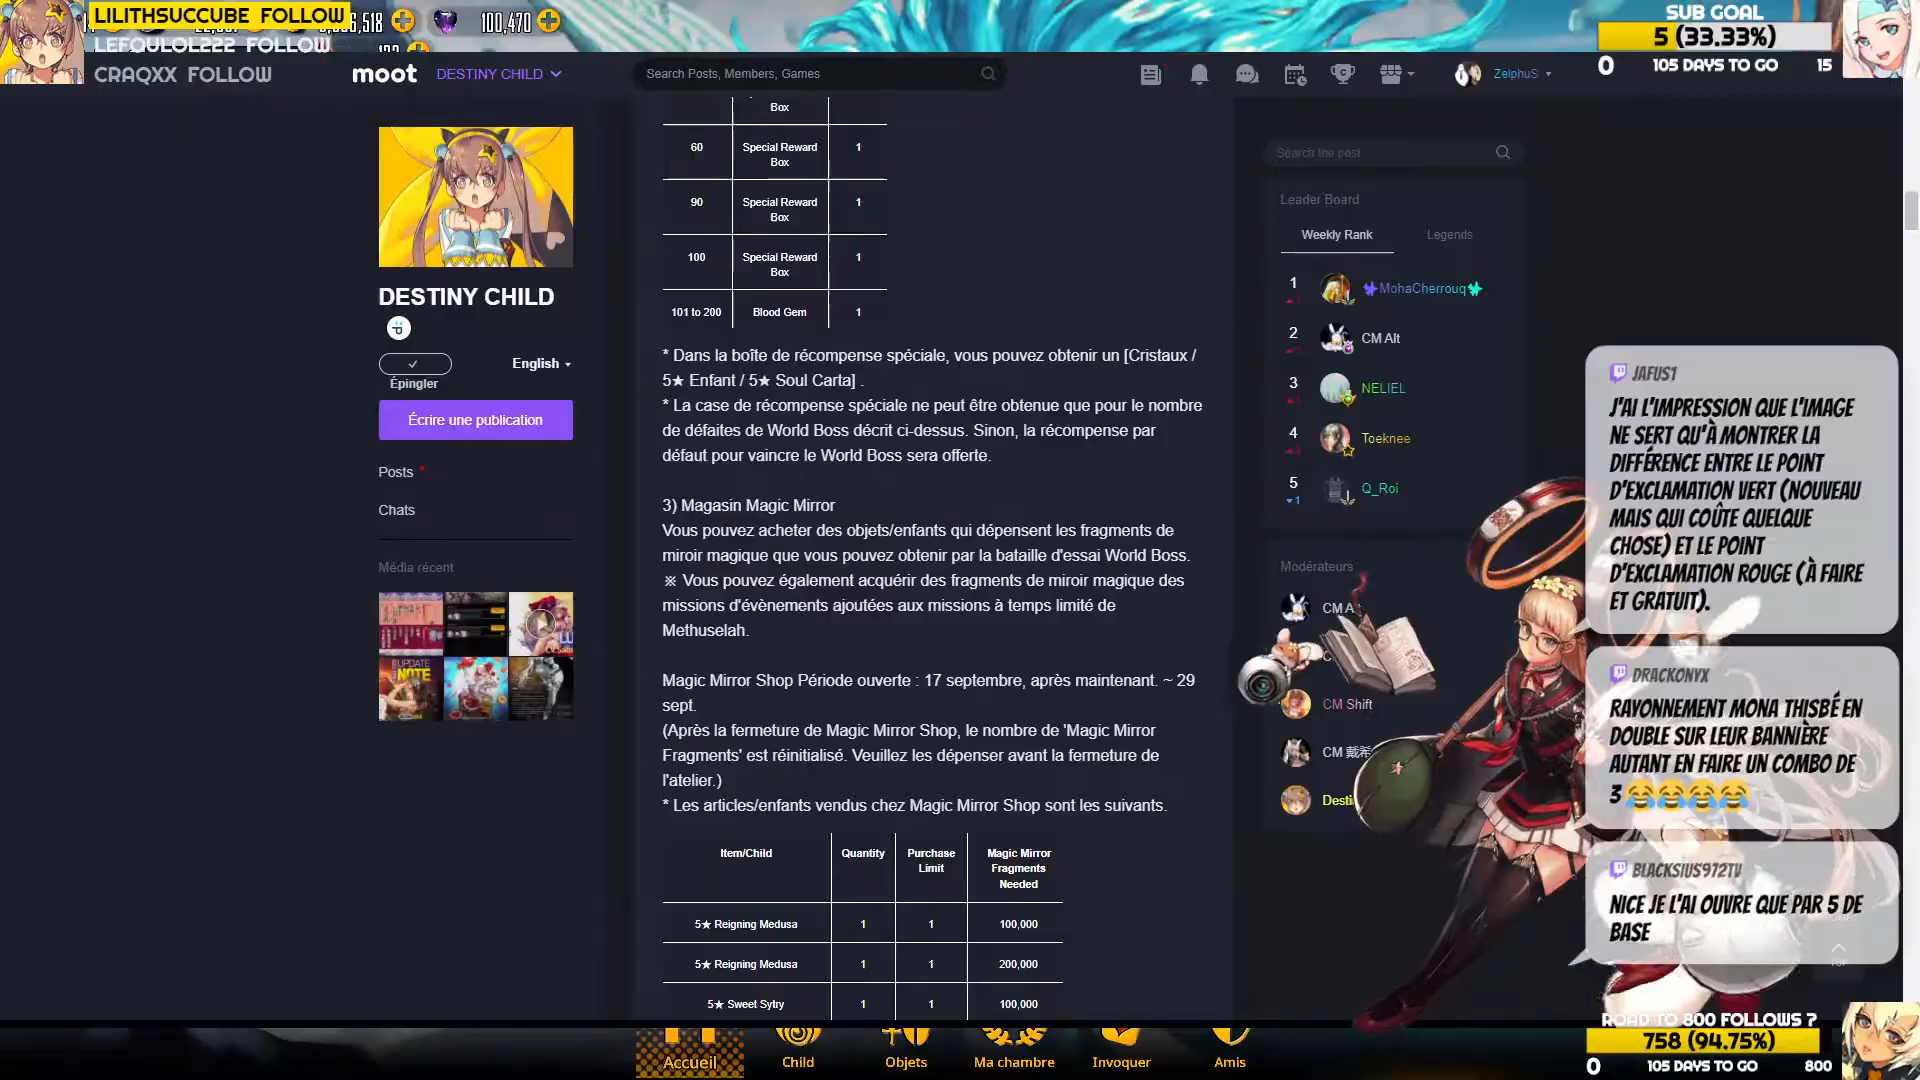 LILITHSUCCUBE FOLLOW
LEFOULOL222 FOLLOW
CRAQXX FOLLOW
100,470
moot
DESTINY CHILD
Search Posts, Members, Games
ZelphuS
SUB GOAL
5 (33.33%)
0
105 DAYS TO GO
15
DESTINY CHILD
Épingler
English
Écrire une publication
Posts
Chats
Média récent
Box
60
Special Reward
Box
1
90
Special Reward
Box
1
100
Special Reward
Box
1
101 to 200
Blood Gem
1
* Dans la boîte de récompense spéciale, vous pouvez obtenir un [Cristaux /
5★ Enfant / 5★ Soul Carta] .
* La case de récompense spéciale ne peut être obtenue que pour le nombre
de défaites de World Boss décrit ci-dessus. Sinon, la récompense par
défaut pour vaincre le World Boss sera offerte.
3) Magasin Magic Mirror
Vous pouvez acheter des objets/enfants qui dépensent les fragments de
miroir magique que vous pouvez obtenir par la bataille d'essai World Boss.
※ Vous pouvez également acquérir des fragments de miroir magique des
missions d'évènements ajoutées aux missions à temps limité de
Methuselah.
Magic Mirror Shop Période ouverte : 17 septembre, après maintenant. ~ 29
sept.
(Après la fermeture de Magic Mirror Shop, le nombre de 'Magic Mirror
Fragments' est réinitialisé. Veuillez les dépenser avant la fermeture de
l'atelier.)
* Les articles/enfants vendus chez Magic Mirror Shop sont les suivants.
Item/Child
Quantity
Purchase
Limit
Magic Mirror
Fragments
Needed
5★ Reigning Medusa
1
1
100,000
5★ Reigning Medusa
1
1
200,000
5★ Sweet Sytry
1
1
100,000
Search the post
Leader Board
Weekly Rank
Legends
1
MohaCherrouq
2
CM Alt
3
NELIEL
4
Toeknee
5
1
Q_Roi
Modérateurs
CM A
C
CM Shift
CM 戴希
Desti
JAFUS1
J'AI L'IMPRESSION QUE L'IMAGE
NE SERT QU'À MONTRER LA
DIFFÉRENCE ENTRE LE POINT
D'EXCLAMATION VERT (NOUVEAU
MAIS QUI COÛTE QUELQUE
CHOSE) ET LE POINT
D'EXCLAMATION ROUGE (À FAIRE
ET GRATUIT).
DRACKONYX
RAYONNEMENT MONA THISBÉ EN
DOUBLE SUR LEUR BANNIÈRE
AUTANT EN FAIRE UN COMBO DE
3 😂😂😂😂
BLACKSIUS972TV
NICE JE L'AI OUVRE QUE PAR 5 DE
BASE
TOP
ROAD TO 800 FOLLOWS ?
758 (94.75%)
0
105 DAYS TO GO
800
Accueil
Child
Objets
Ma chambre
Invoquer
Amis